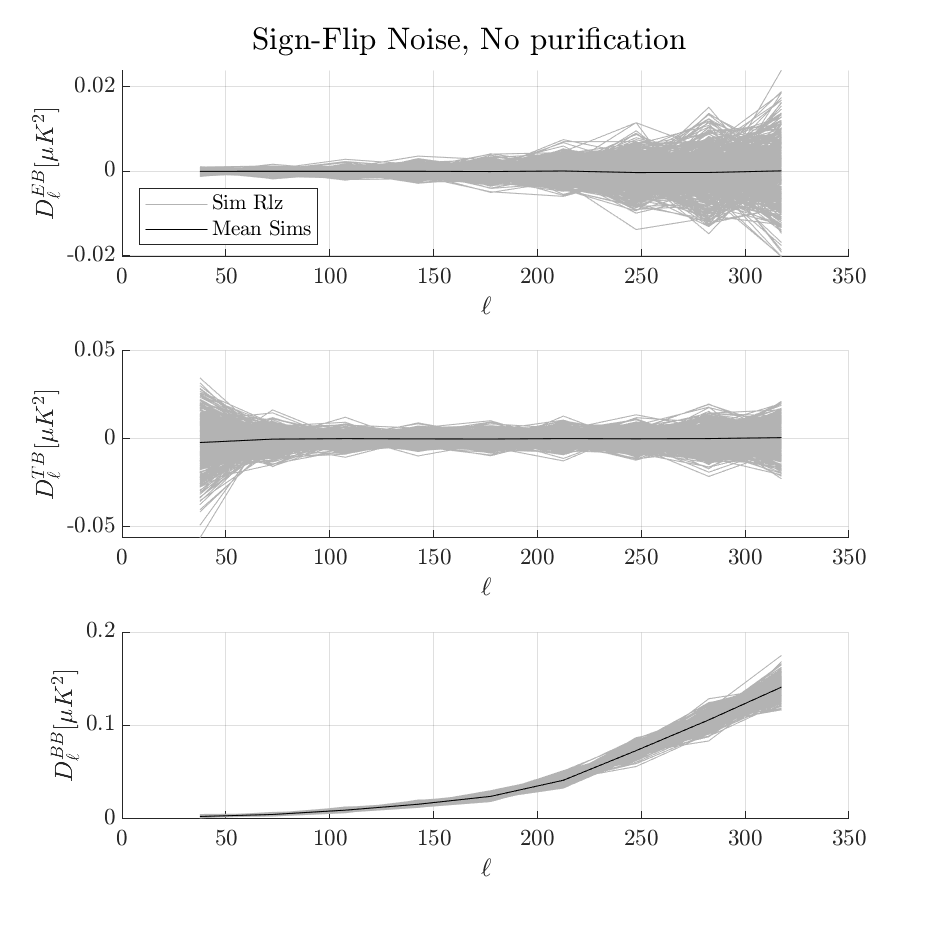 Sign-Flip Noise, No purification
D_ℓ^{EB}[μK^2]
0.02
0
-0.02
Sim Rlz
Mean Sims
0 50 100 150 200 250 300 350
ℓ
D_ℓ^{TB}[μK^2]
0.05
0
-0.05
0 50 100 150 200 250 300 350
ℓ
D_ℓ^{BB}[μK^2]
0.2
0.1
0
0 50 100 150 200 250 300 350
ℓ